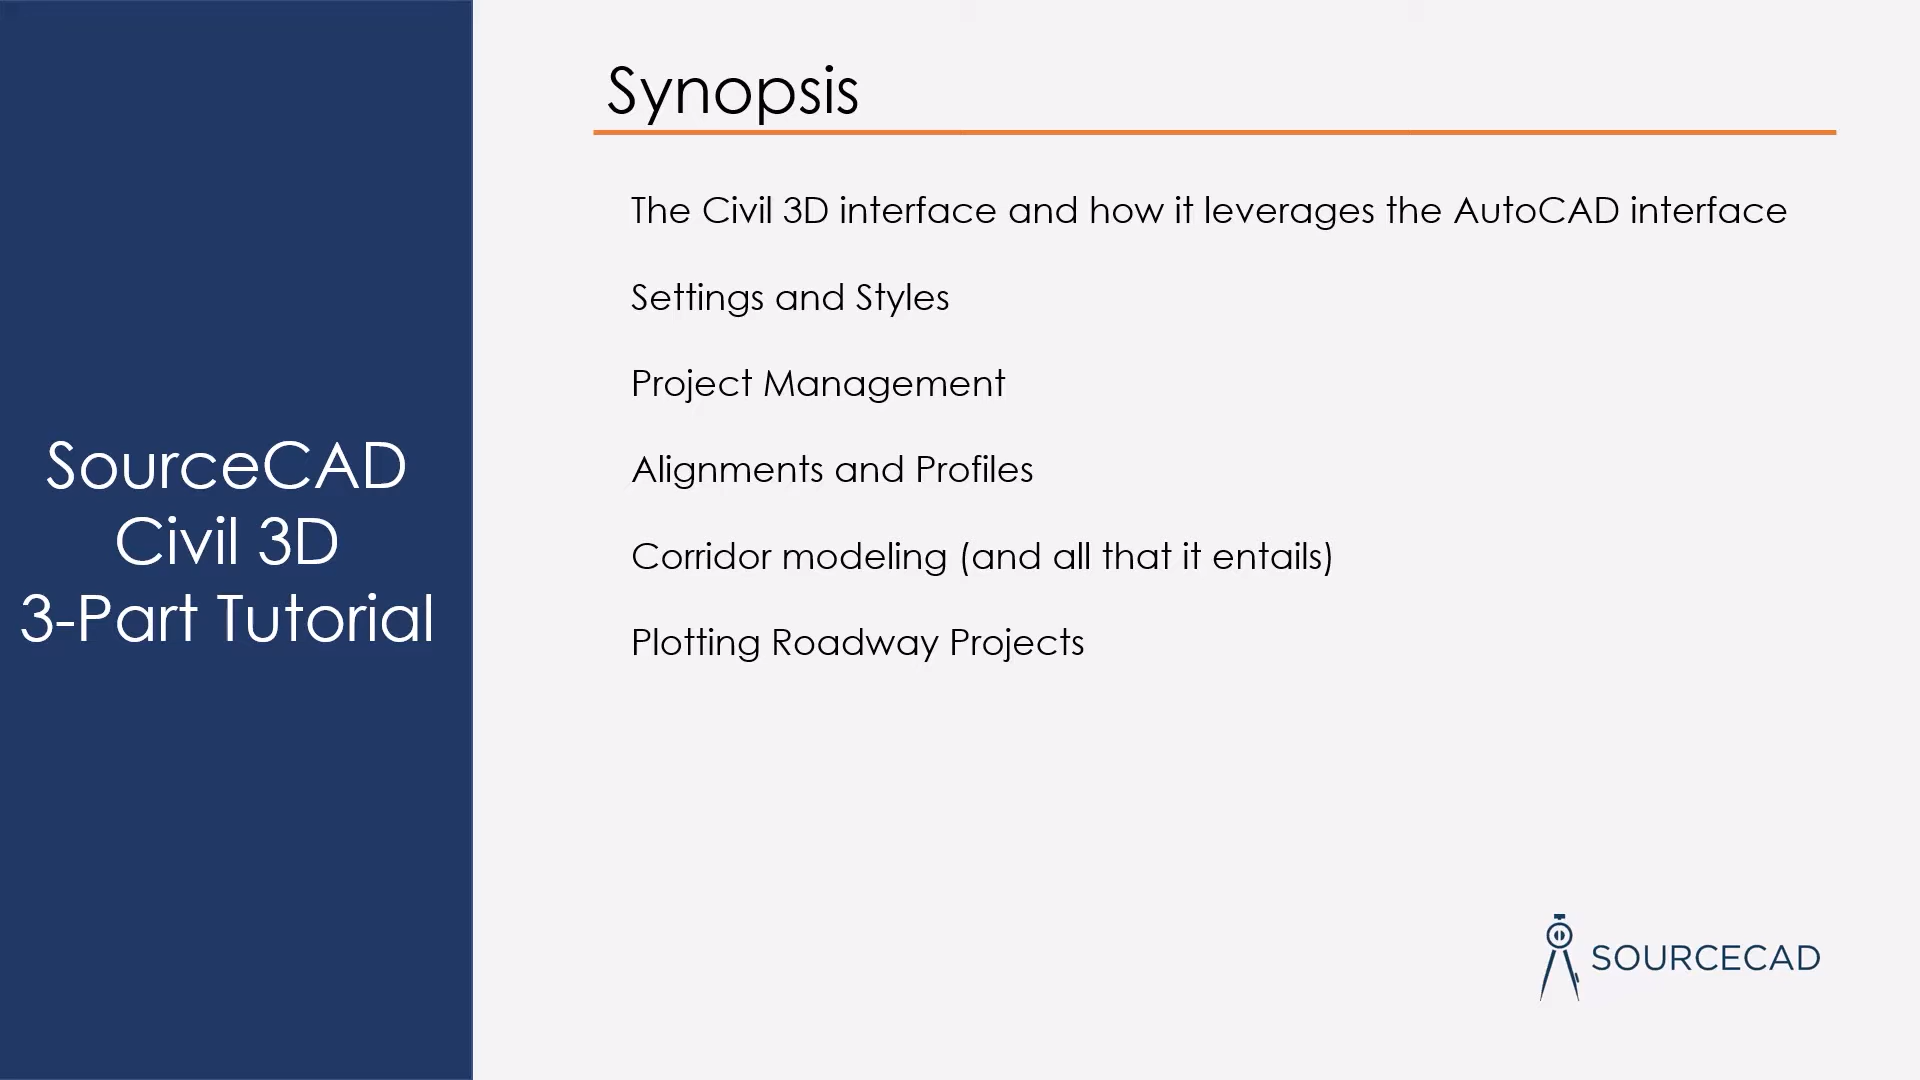 SourceCAD
Civil 3D
3-Part Tutorial
Synopsis
The Civil 3D interface and how it leverages the AutoCAD interface
Settings and Styles
Project Management
Alignments and Profiles
Corridor modeling (and all that it entails)
Plotting Roadway Projects
SOURCECAD